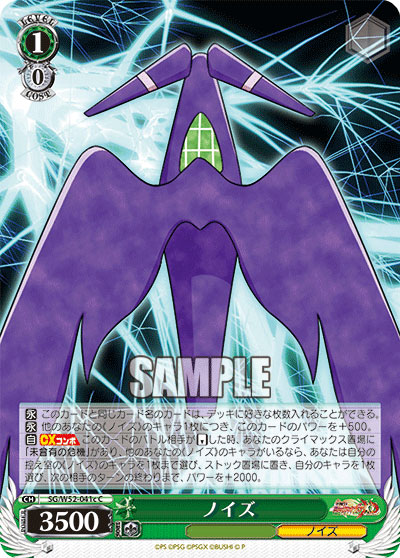 LEVEL
1
0
COST
SAMPLE
永 このカードと同じカード名のカードは、デッキに好きな枚数入れることができる。
永 他のあなたの《ノイズ》のキャラ1枚につき、このカードのパワーを+500。
自 CXコンボ このカードのバトル相手が【】した時、あなたのクライマックス置場に
「未曾有の危機」があり、他のあなたの《ノイズ》のキャラがいるなら、あなたは自分の
控え室の《ノイズ》のキャラを1枚まで選び、ストック置場に置き、自分のキャラを1枚
選び、次の相手のターンの終わりまで、パワーを+2000。
CH SG/W52-041c C
POWER
3500
ノイズ
ノイズ
©PS ©PSG ©PSGX ©BUSHI © P